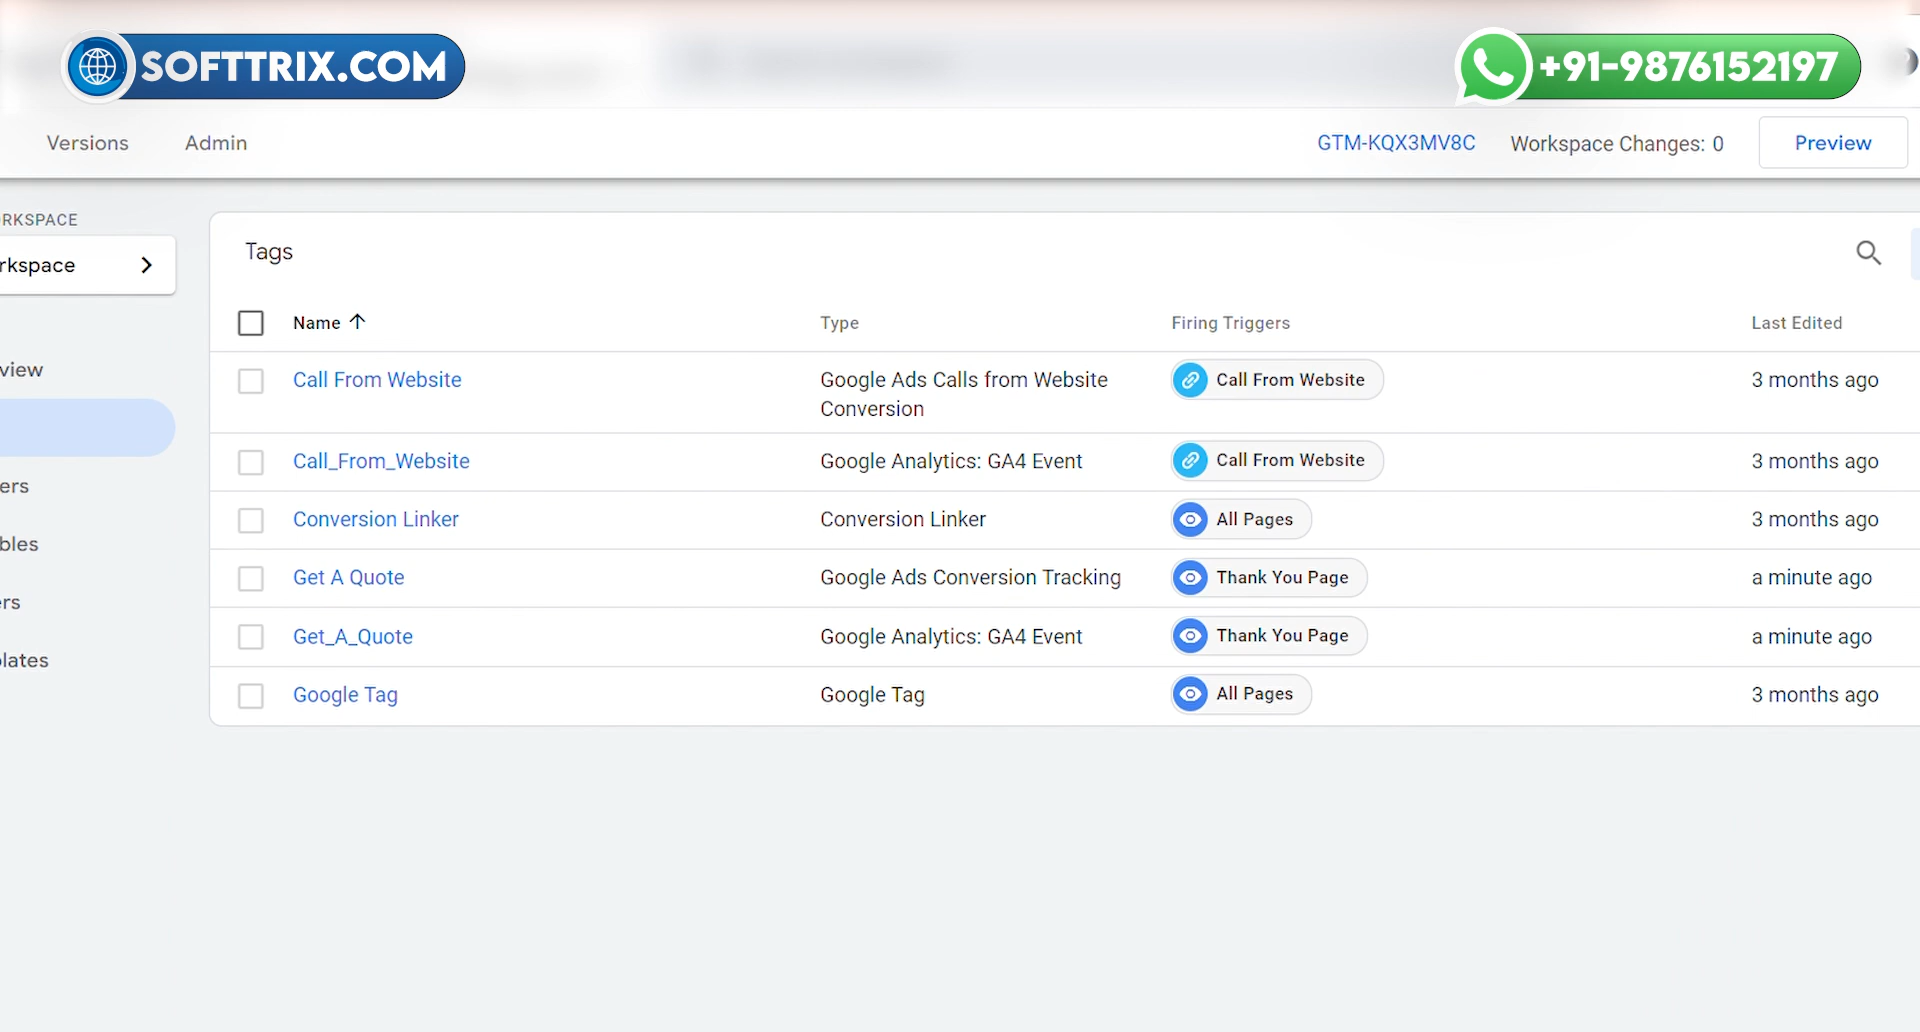 SOFTTRIX.COM
+91-9876152197
Versions Admin GTM-KQX3MV8C Workspace Changes: 0 Preview
RKSPACE
rkspace
Tags
Name Type Firing Triggers Last Edited
Call From Website Google Ads Calls from Website Conversion Call From Website 3 months ago
Call_From_Website Google Analytics: GA4 Event Call From Website 3 months ago
Conversion Linker Conversion Linker All Pages 3 months ago
Get A Quote Google Ads Conversion Tracking Thank You Page a minute ago
Get_A_Quote Google Analytics: GA4 Event Thank You Page a minute ago
Google Tag Google Tag All Pages 3 months ago
view
ers
bles
ers
lates